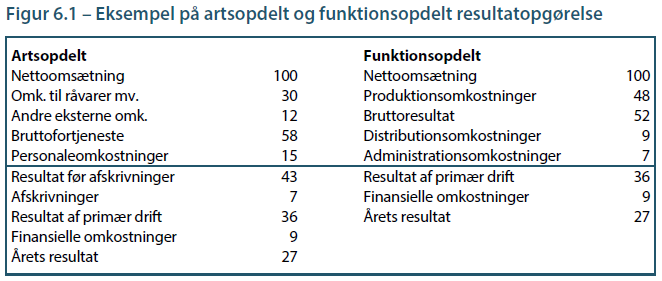 Figur 6.1 – Eksempel på artsopdelt og funktionsopdelt resultatopgørelse
Artsopdelt Funktionsopdelt
Nettoomsætning 100 Nettoomsætning 100
Omk. til råvarer mv. 30 Produktionsomkostninger 48
Andre eksterne omk. 12 Bruttoresultat 52
Bruttofortjeneste 58 Distributionsomkostninger 9
Personaleomkostninger 15 Administrationsomkostninger 7
Resultat før afskrivninger 43 Resultat af primær drift 36
Afskrivninger 7 Finansielle omkostninger 9
Resultat af primær drift 36 Årets resultat 27
Finansielle omkostninger 9
Årets resultat 27